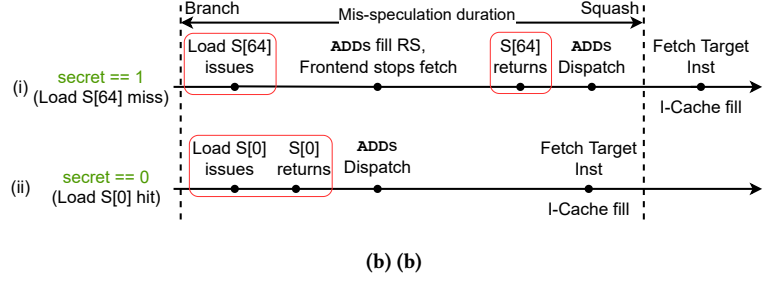 Branch
Mis-speculation duration
Squash
Load S[64]
issues
ADDs fill RS,
Frontend stops fetch
S[64]
returns
ADDs
Dispatch
Fetch Target
Inst
(i)
secret == 1
(Load S[64] miss)
I-Cache fill
Load S[0]
issues
S[0]
returns
ADDs
Dispatch
Fetch Target
Inst
(ii)
secret == 0
(Load S[0] hit)
I-Cache fill
(b) (b)